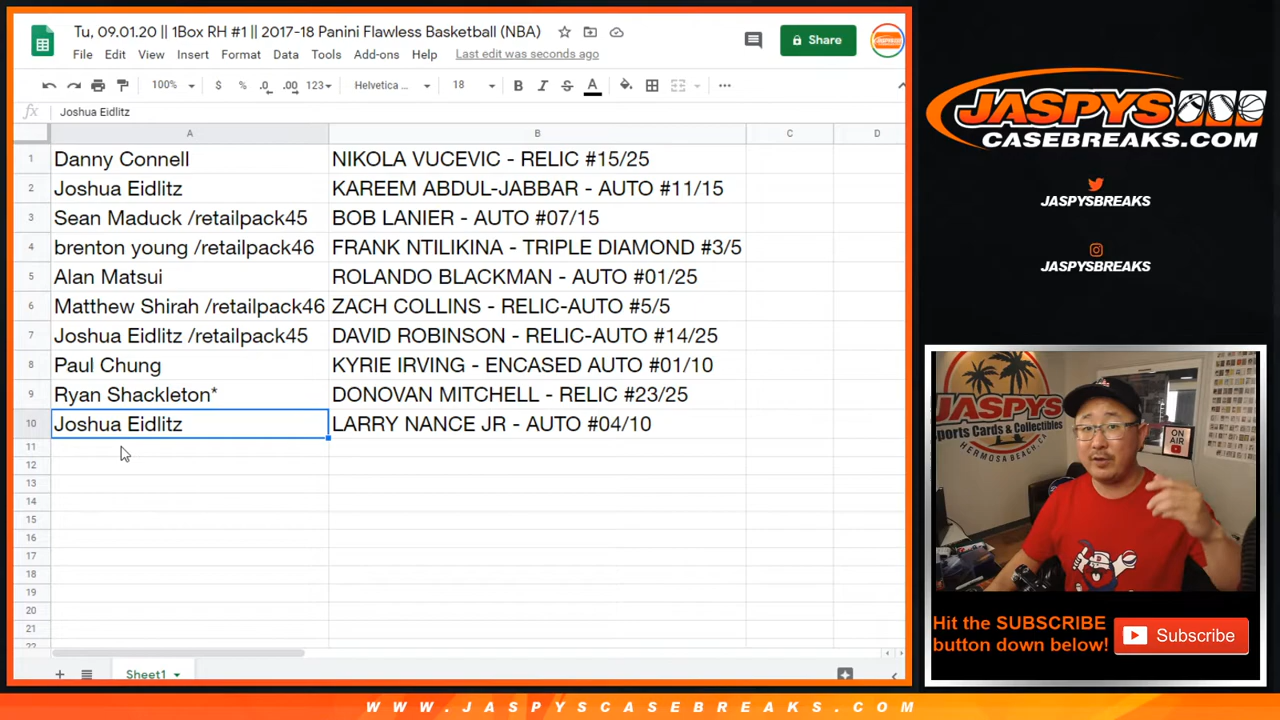 Tu, 09.01.20 || 1Box RH #1 || 2017-18 Panini Flawless Basketball (NBA)
File Edit View Insert Format Data Tools Add-ons Help Last edit was seconds ago
Share
100% $ % .0 .00 123 Helvetica ... 18 B I S A ...
fx Joshua Eidlitz
A B C D
1 Danny Connell NIKOLA VUCEVIC - RELIC #15/25
2 Joshua Eidlitz KAREEM ABDUL-JABBAR - AUTO #11/15
3 Sean Maduck /retailpack45 BOB LANIER - AUTO #07/15
4 brenton young /retailpack46 FRANK NTILIKINA - TRIPLE DIAMOND #3/5
5 Alan Matsui ROLANDO BLACKMAN - AUTO #01/25
6 Matthew Shirah /retailpack46 ZACH COLLINS - RELIC-AUTO #5/5
7 Joshua Eidlitz /retailpack45 DAVID ROBINSON - RELIC-AUTO #14/25
8 Paul Chung KYRIE IRVING - ENCASED AUTO #01/10
9 Ryan Shackleton* DONOVAN MITCHELL - RELIC #23/25
10 Joshua Eidlitz LARRY NANCE JR - AUTO #04/10
11
12
13
14
15
16
17
18
19
20
21
22
Sheet1
JASPYS
CASEBREAKS.COM
JASPYSBREAKS
JASPYSBREAKS
JASPYS
Sports Cards & Collectibles
HERMOSA BEACH, CA
ON AIR
Hit the SUBSCRIBE
button down below!
Subscribe
WWW.JASPYSCASEBREAKS.COM